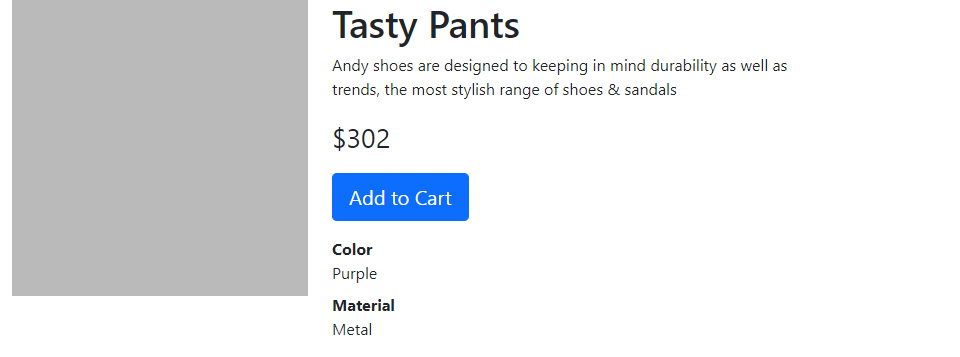 Tasty Pants
Andy shoes are designed to keeping in mind durability as well as
trends, the most stylish range of shoes & sandals
$302
Add to Cart
Color
Purple
Material
Metal